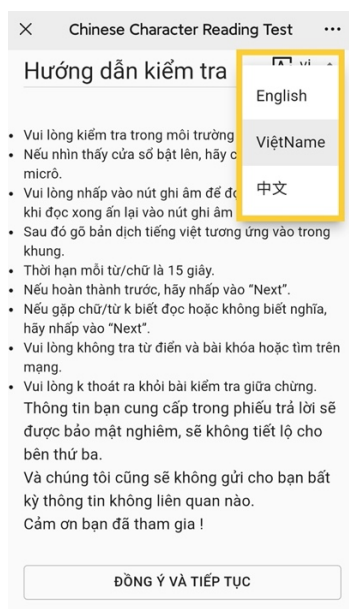 Chinese Character Reading Test
Hướng dẫn kiểm tra
English
ViệtName
中文
Vui lòng kiểm tra trong môi trường
Nếu nhìn thấy cửa sổ bật lên, hãy
micrô.
Vui lòng nhấp vào nút ghi âm để
khi đọc xong ấn lại vào nút ghi âm
Sau đó gõ bản dịch tiếng việt tương ứng vào trong
khung.
Thời hạn mỗi từ/chữ là 15 giây.
Nếu hoàn thành trước, hãy nhấp vào “Next”.
Nếu gặp chữ/từ k biết đọc hoặc không biết nghĩa,
hãy nhấp vào “Next”.
Vui lòng không tra từ điển và bài khóa hoặc tìm trên
mạng.
Vui lòng k thoát ra khỏi bài kiểm tra giữa chừng.
Thông tin bạn cung cấp trong phiếu trả lời sẽ
được bảo mật nghiêm, sẽ không tiết lộ cho
bên thứ ba.
Và chúng tôi cũng sẽ không gửi cho bạn bất
kỳ thông tin không liên quan nào.
Cảm ơn bạn đã tham gia !
ĐỒNG Ý VÀ TIẾP TỤC